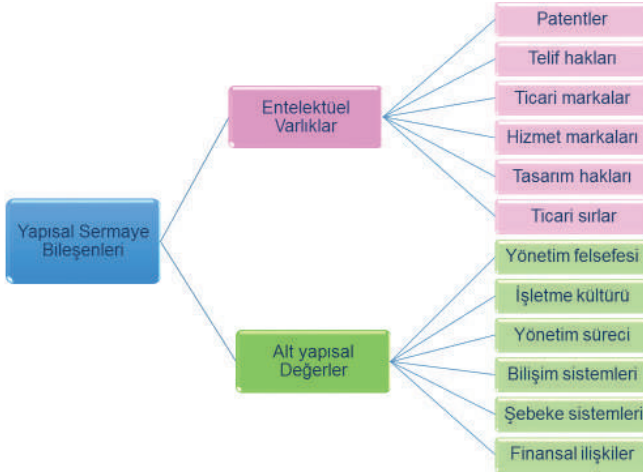 Yapısal Sermaye
Bileşenleri
Entelektüel
Varlıklar
Patentler
Telif hakları
Ticari markalar
Hizmet markaları
Tasarım hakları
Ticari sırlar
Alt yapısal
Değerler
Yönetim felsefesi
İşletme kültürü
Yönetim süreci
Bilişim sistemleri
Şebeke sistemleri
Finansal ilişkiler